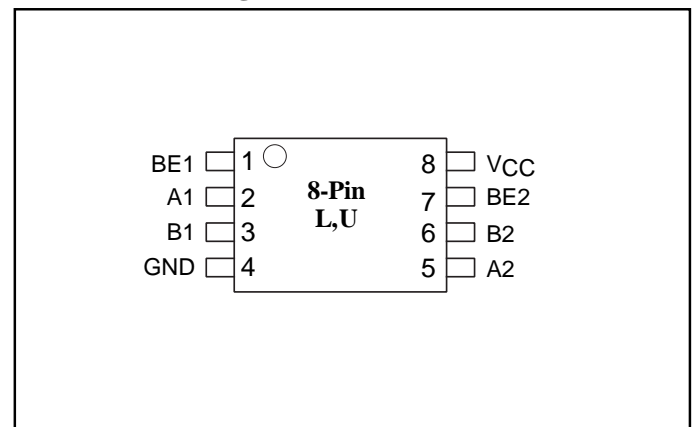 BE1 1 8 VCC
A1 2 8-Pin 7 BE2
L,U
B1 3 6 B2
GND 4 5 A2